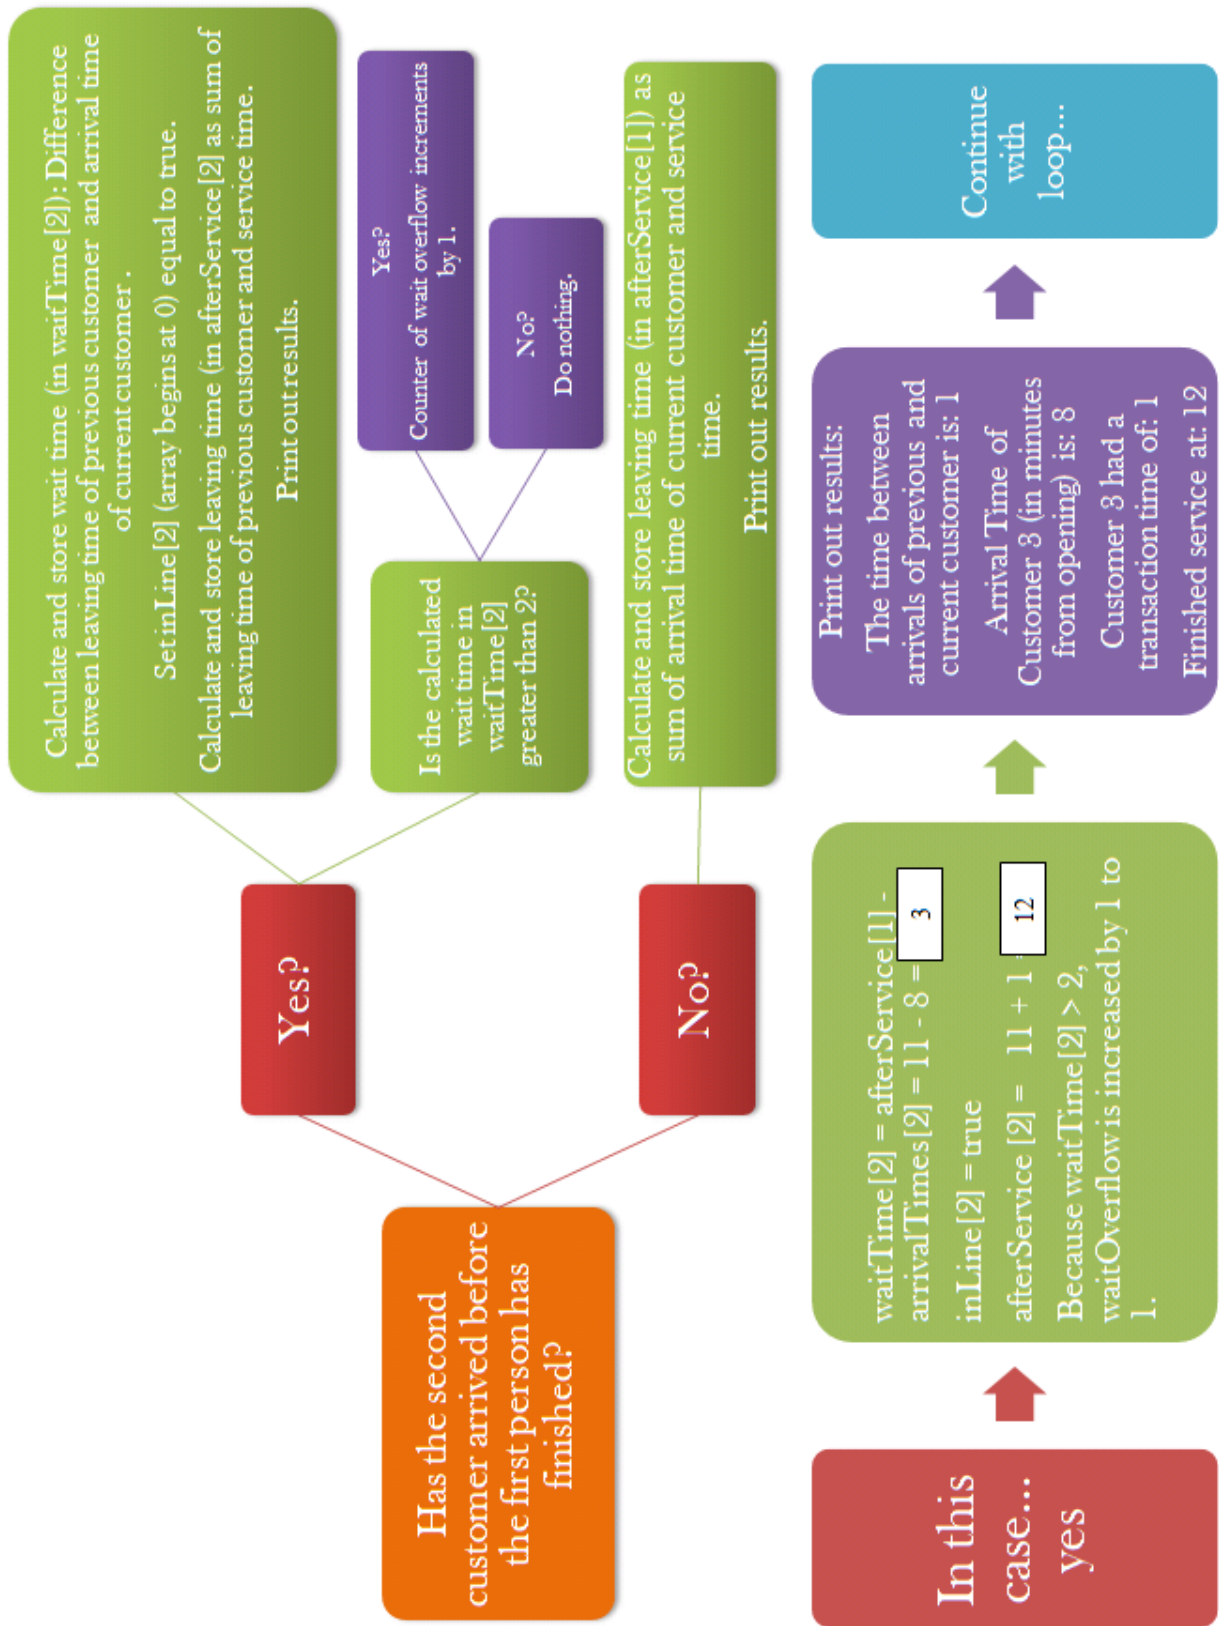 Has the second
customer arrived before
the first person has
finished?
Yes?
Calculate and store wait time (in waitTime[2]): Difference
between leaving time of previous customer and arrival time
of current customer.
Set inLine[2] (array begins at 0) equal to true.
Calculate and store leaving time (in afterService[2] as sum of
leaving time of previous customer and service time.
Print out results.
Is the calculated
wait time in
waitTime[2]
greater than 2?
Yes?
Counter of wait overflow increments
by 1.
No?
Do nothing.
No?
Calculate and store leaving time (in afterService[1]) as
sum of arrival time of current customer and service
time.
Print out results.
In this
case...
yes
waitTime[2] = afterService[1] -
arrivalTimes[2] = 11 - 8 = 3
inLine[2] = true
afterService [2] = 11 + 1 = 12
Because waitTime[2] > 2,
waitOverflow is increased by 1 to
1.
Print out results:
The time between
arrivals of previous and
current customer is: 1
Arrival Time of
Customer 3 (in minutes
from opening) is: 8
Customer 3 had a
transaction time of: 1
Finished service at: 12
Continue
with
loop...